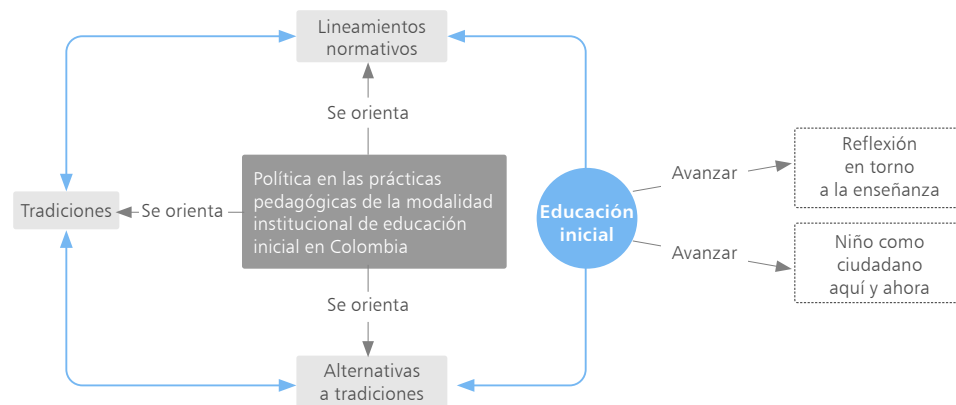 Lineamientos
normativos
Se orienta
Política en las prácticas
pedagógicas de la modalidad
institucional de educación
inicial en Colombia
Tradiciones
Se orienta
Se orienta
Alternativas
a tradiciones
Educación
inicial
Avanzar
Reflexión
en torno
a la enseñanza
Avanzar
Niño como
ciudadano
aquí y ahora